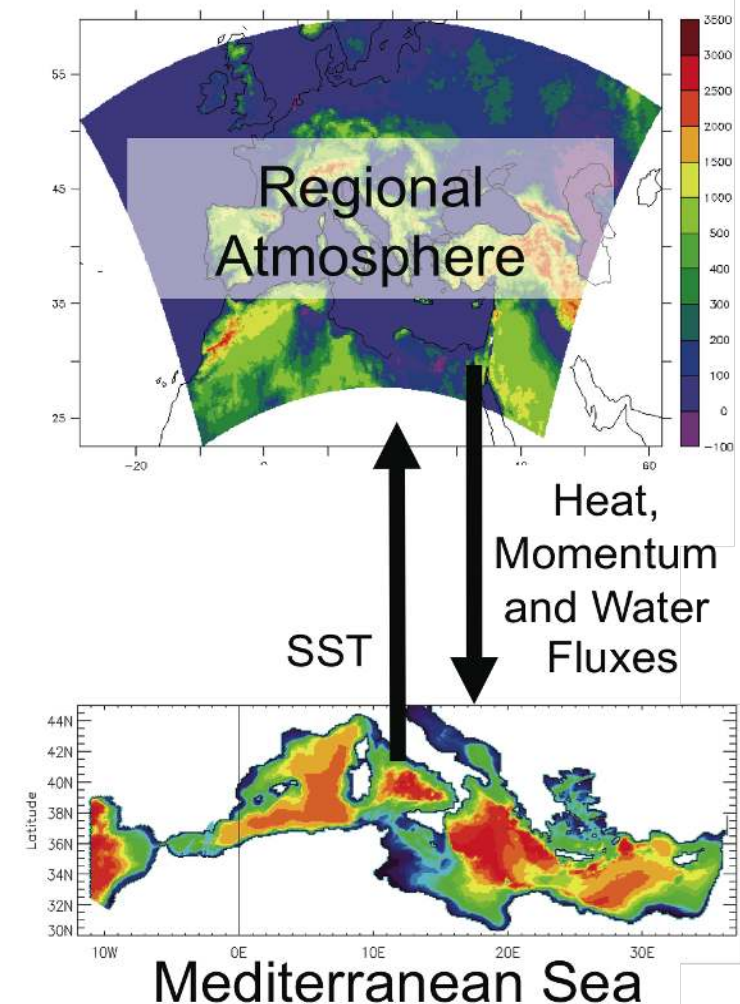 55
45
35
25
-20
0
40
60
3500
3000
2500
2000
1500
1000
500
400
300
200
100
0
-100
Regional
Atmosphere
Heat,
Momentum
and Water
Fluxes
SST
44N
42N
40N
38N
36N
34N
32N
30N
Latitude
10W
0E
10E
20E
30E
Mediterranean Sea